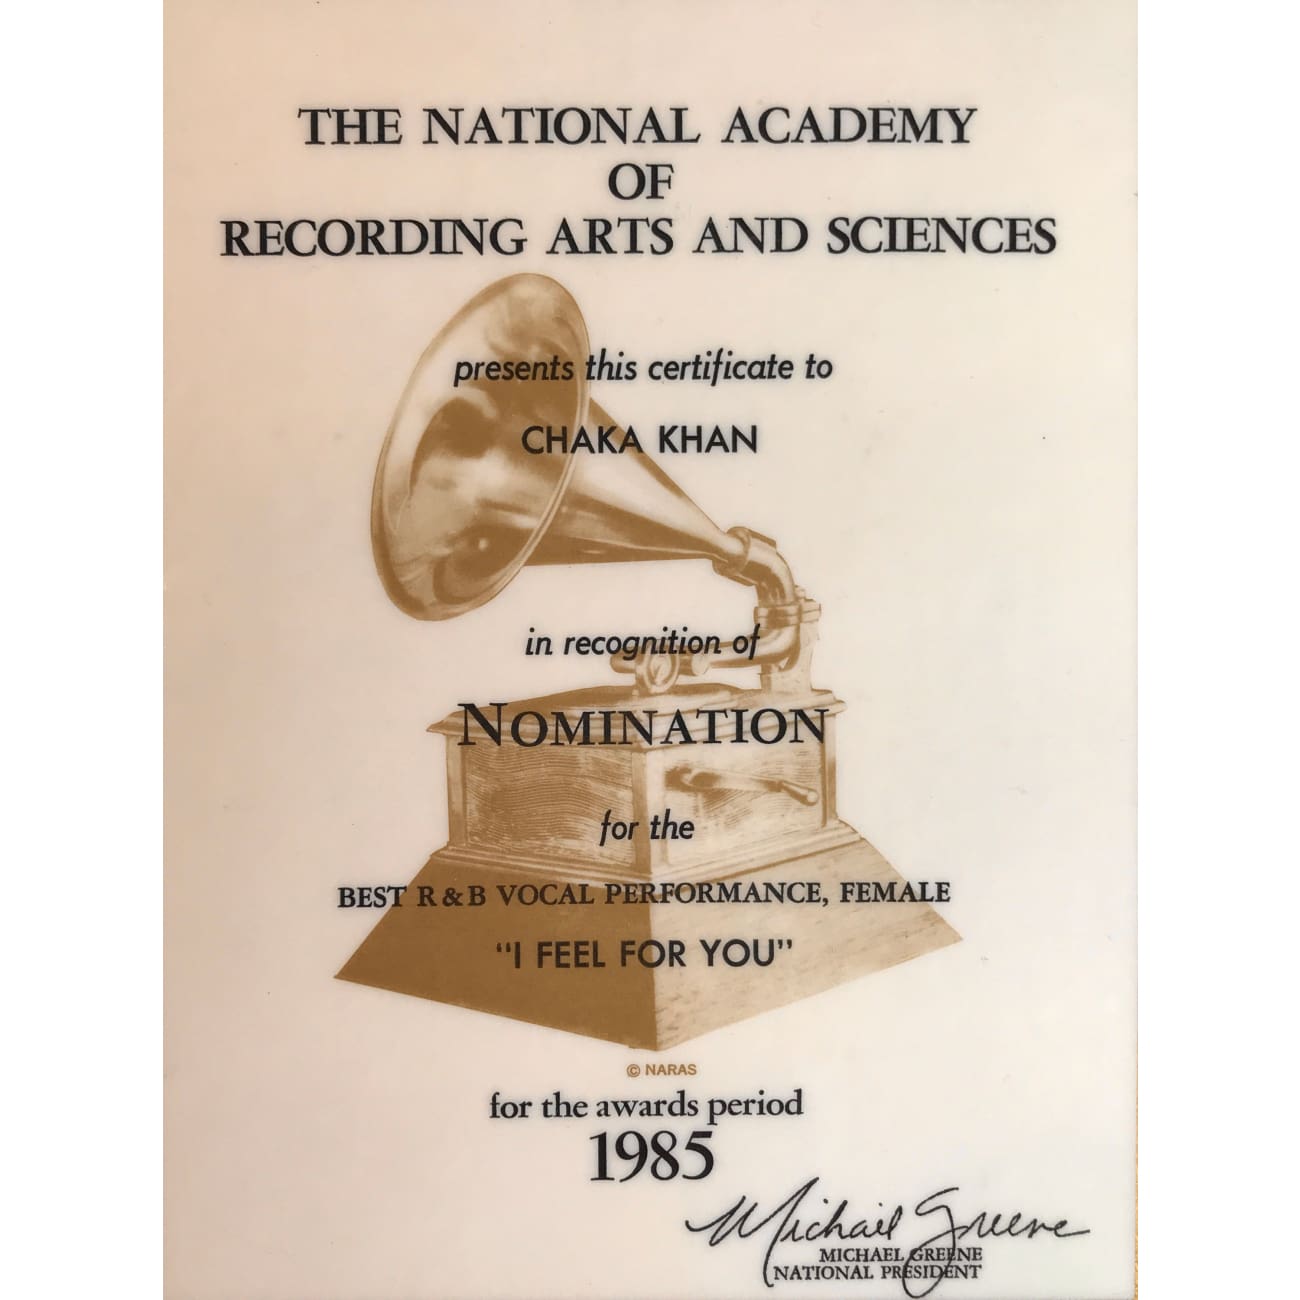 THE NATIONAL ACADEMY
OF
RECORDING ARTS AND SCIENCES
presents this certificate to
CHAKA KHAN
in recognition of
NOMINATION
for the
BEST R & B VOCAL PERFORMANCE, FEMALE
"I FEEL FOR YOU"
© NARAS
for the awards period
1985
Michael Greene
MICHAEL GREENE
NATIONAL PRESIDENT